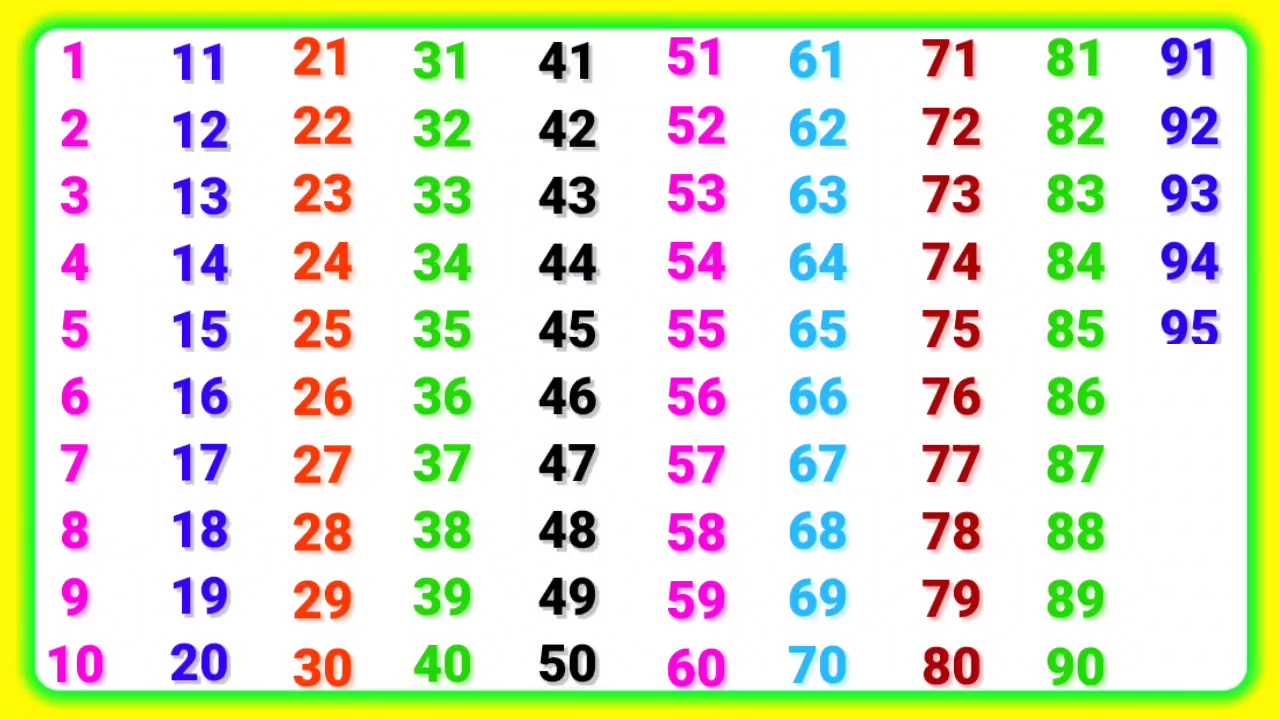 1 11 21 31 41 51 61 71 81 91
2 12 22 32 42 52 62 72 82 92
3 13 23 33 43 53 63 73 83 93
4 14 24 34 44 54 64 74 84 94
5 15 25 35 45 55 65 75 85 95
6 16 26 36 46 56 66 76 86
7 17 27 37 47 57 67 77 87
8 18 28 38 48 58 68 78 88
9 19 29 39 49 59 69 79 89
10 20 30 40 50 60 70 80 90